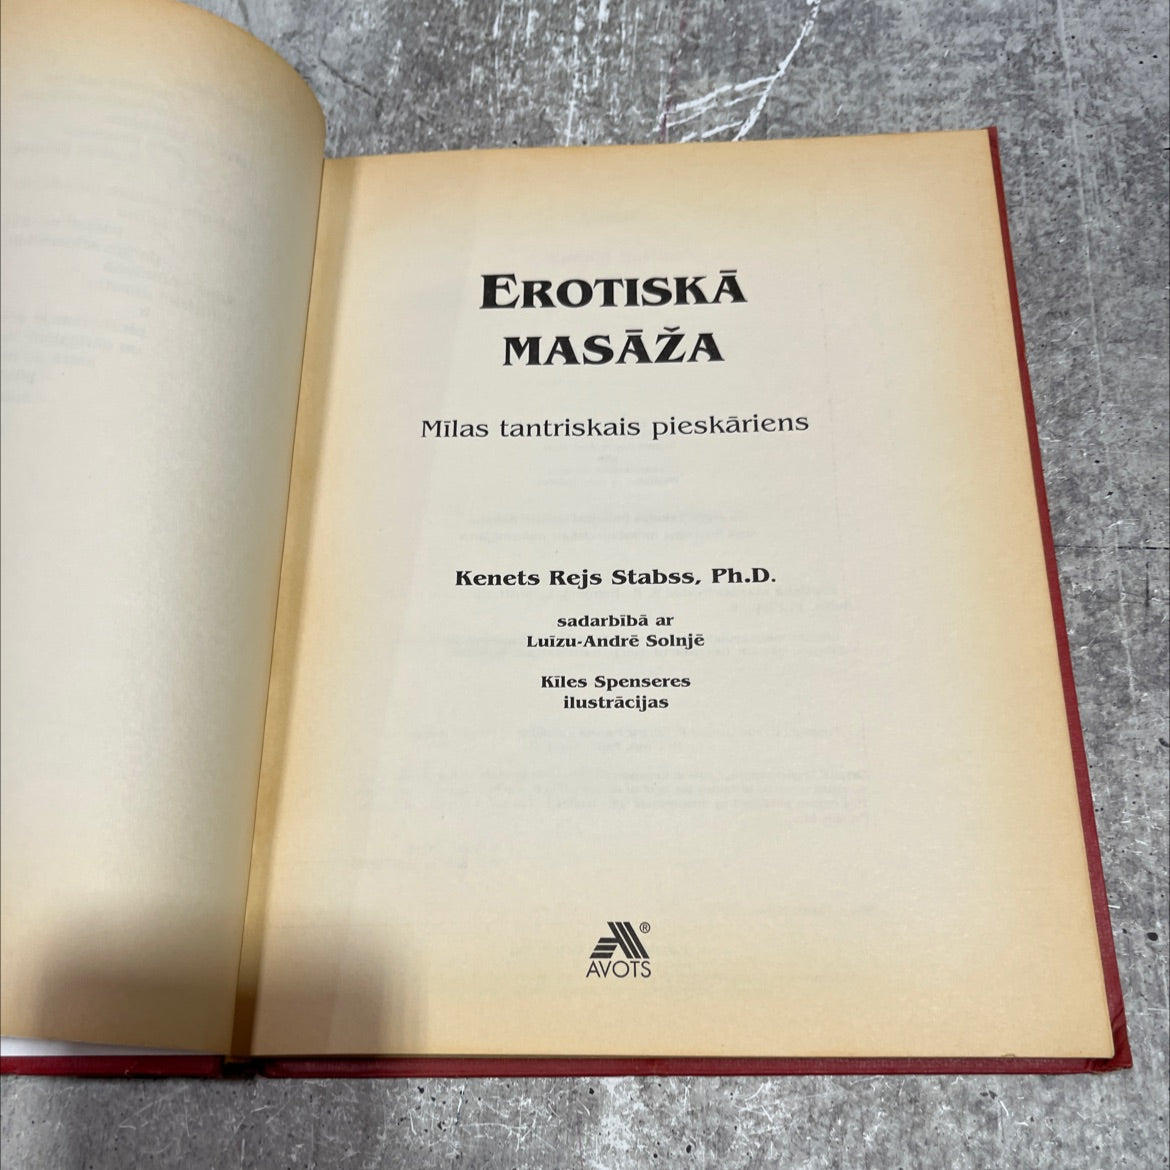 EROTISKĀ
MASĀŽA
Mīlas tantriskais pieskāriens
Kenets Rejs Stabss, Ph.D.
sadarbībā ar
Luīzu-Andrē Solnjē
Kīles Spenseres
ilustrācijas
®
AVOTS